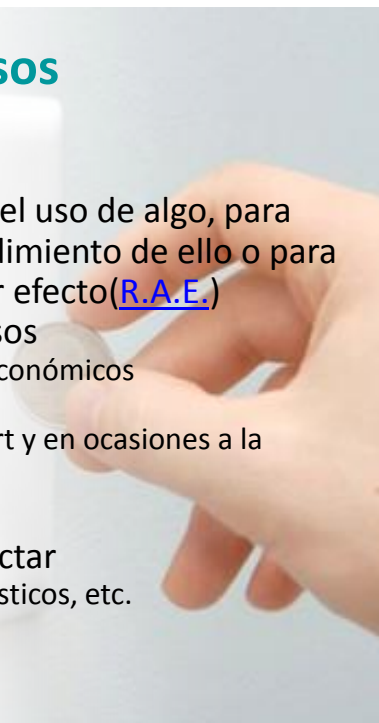 sos
el uso de algo, para
dimiento de ello o para
r efecto(R.A.E.)
sos
conómicos
rt y en ocasiones a la
ctar
sticos, etc.